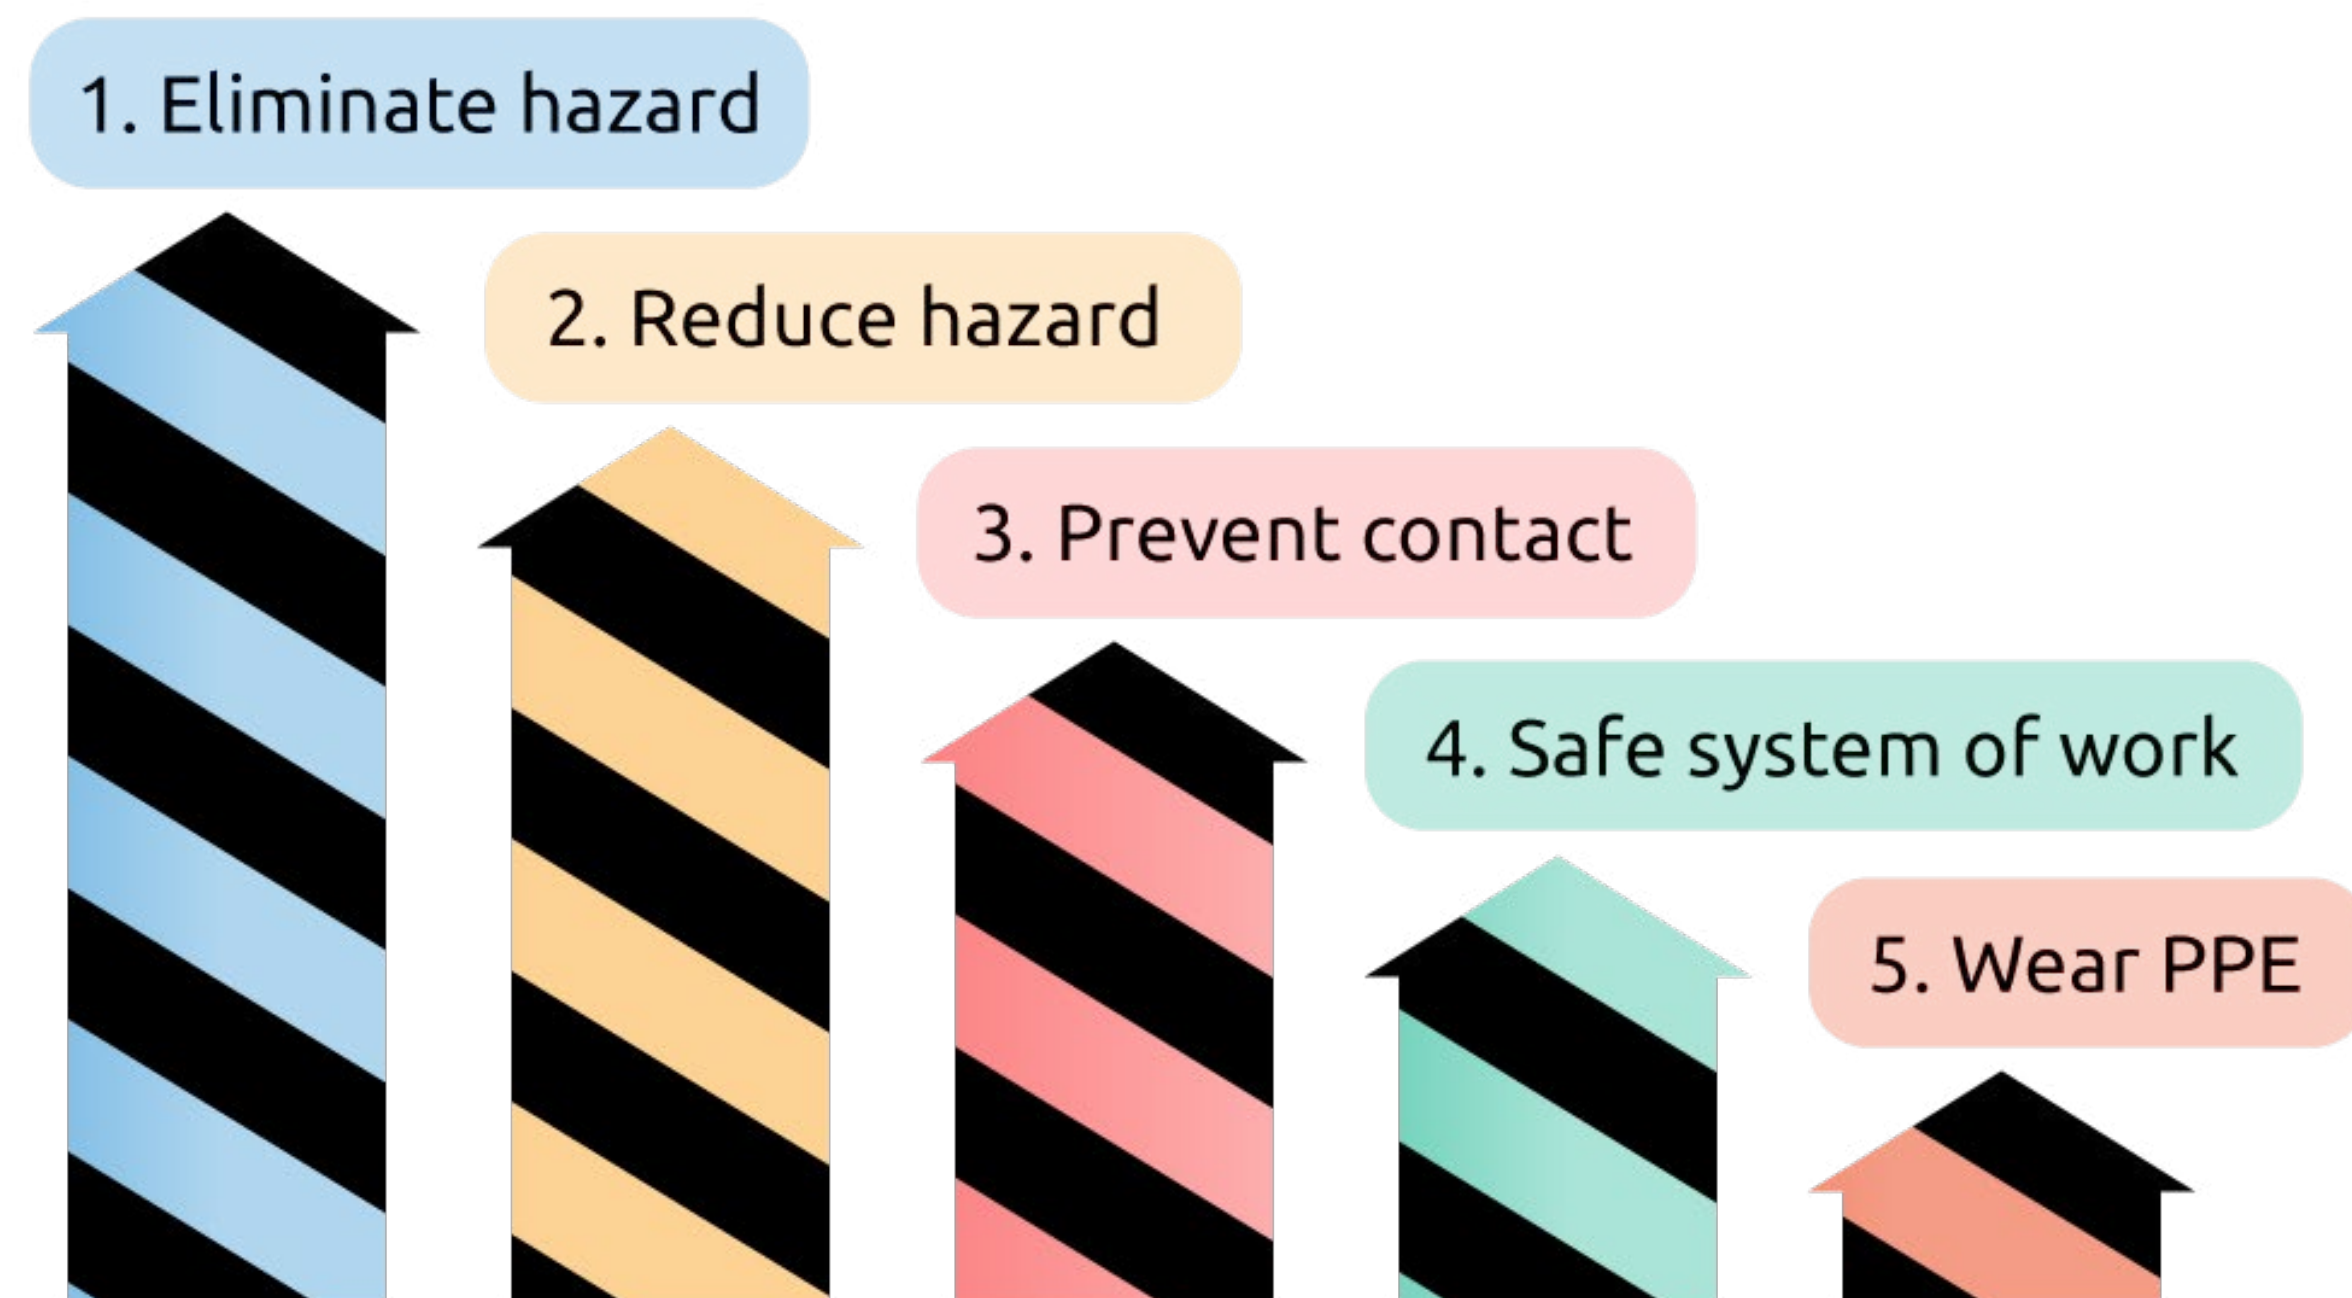 1. Eliminate hazard
2. Reduce hazard
3. Prevent contact
4. Safe system of work
5. Wear PPE